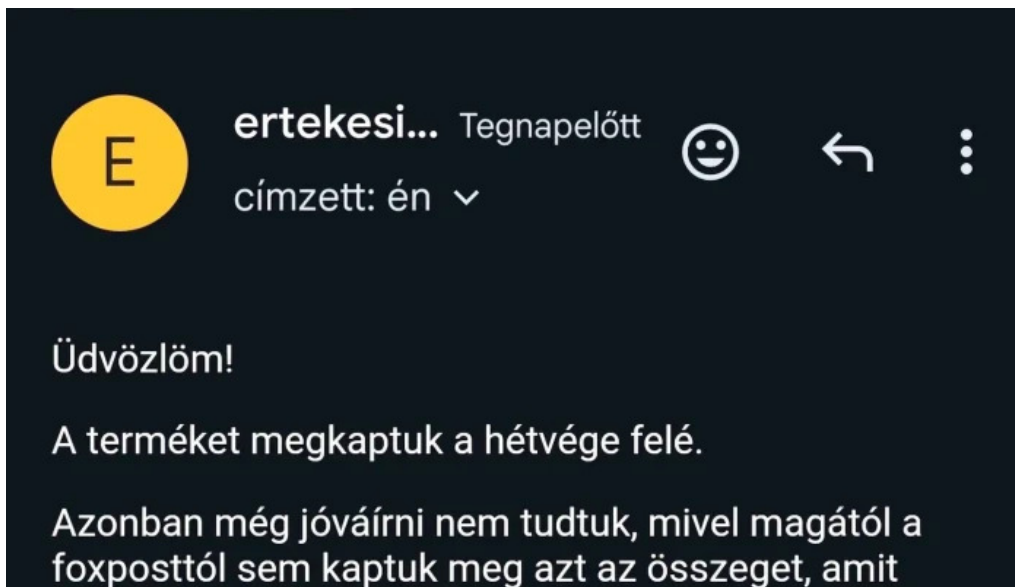 E
ertekesi... Tegnapelőtt
címzett: én
Üdvözlöm!
A terméket megkaptuk a hétvége felé.
Azonban még jóváírni nem tudtuk, mivel magától a
foxposttól sem kaptuk meg azt az összeget, amit